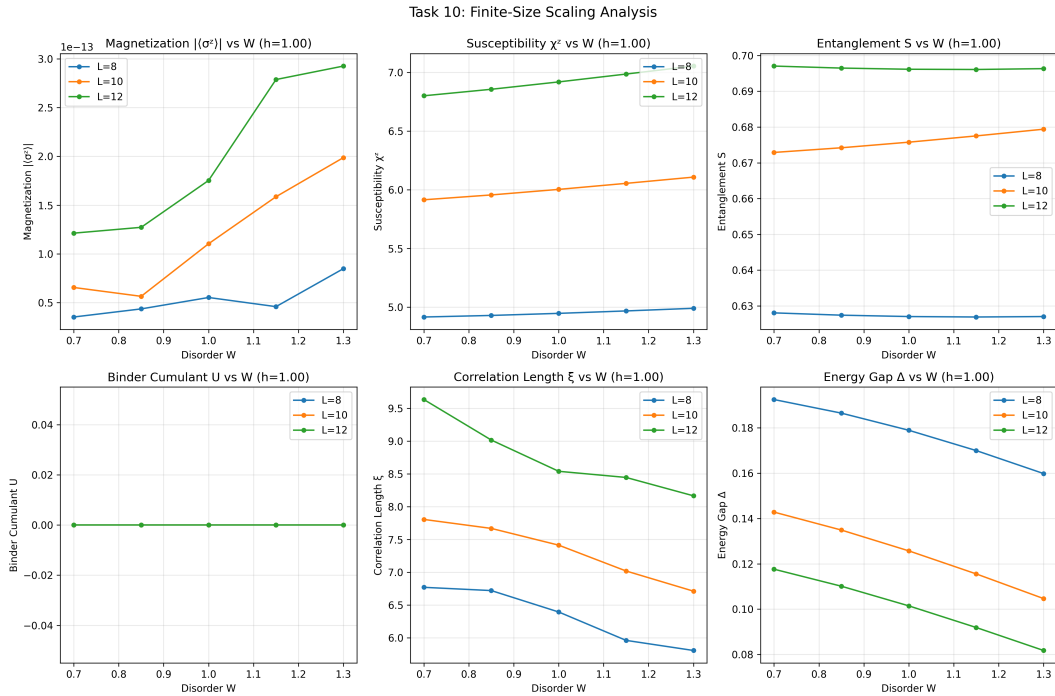 Task 10: Finite-Size Scaling Analysis
Magnetization |⟨σᶻ⟩| vs W (h=1.00)
1e−13
L=8
L=10
L=12
3.0
2.5
2.0
1.5
1.0
0.5
Magnetization |⟨σᶻ⟩|
0.7 0.8 0.9 1.0 1.1 1.2 1.3
Disorder W
Susceptibility χᶻ vs W (h=1.00)
L=8
L=10
L=12
7.0
6.5
6.0
5.5
5.0
Susceptibility χᶻ
0.7 0.8 0.9 1.0 1.1 1.2 1.3
Disorder W
Entanglement S vs W (h=1.00)
L=8
L=10
L=12
0.70
0.69
0.68
0.67
0.66
0.65
0.64
0.63
Entanglement S
0.7 0.8 0.9 1.0 1.1 1.2 1.3
Disorder W
Binder Cumulant U vs W (h=1.00)
L=8
L=10
L=12
0.04
0.02
0.00
−0.02
−0.04
Binder Cumulant U
0.7 0.8 0.9 1.0 1.1 1.2 1.3
Disorder W
Correlation Length ξ vs W (h=1.00)
L=8
L=10
L=12
9.5
9.0
8.5
8.0
7.5
7.0
6.5
6.0
Correlation Length ξ
0.7 0.8 0.9 1.0 1.1 1.2 1.3
Disorder W
Energy Gap Δ vs W (h=1.00)
L=8
L=10
L=12
0.18
0.16
0.14
0.12
0.10
0.08
Energy Gap Δ
0.7 0.8 0.9 1.0 1.1 1.2 1.3
Disorder W